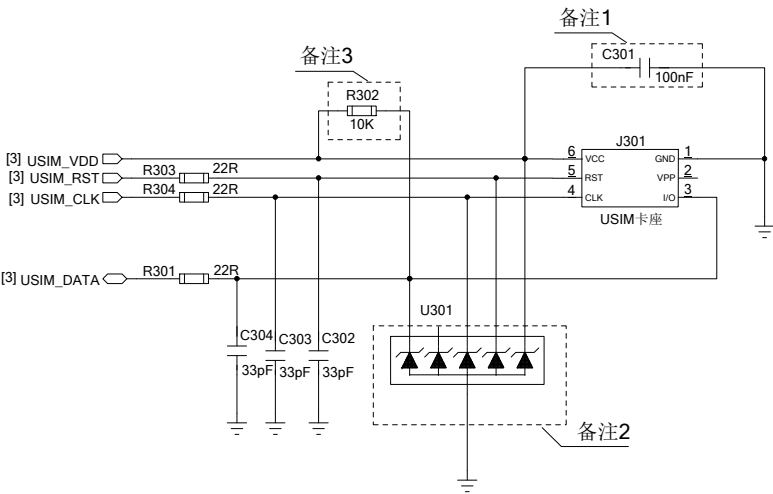 备注1
C301
100nF
备注3
R302
10K
J301
[3] USIM_VDD
6 VCC GND 1
[3] USIM_RST R303 22R
5 RST VPP 2
[3] USIM_CLK R304 22R
4 CLK I/O 3
USIM卡座
[3] USIM_DATA R301 22R
U301
C304 C303 C302
33pF 33pF 33pF
备注2